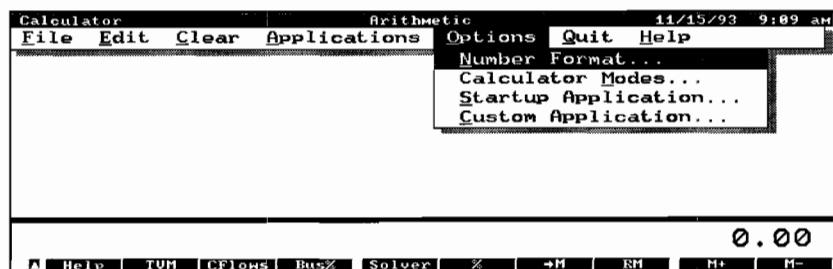 Calculator Arithmetic 11/15/93 9:09 am
File Edit Clear Applications Options Quit Help
Number Format...
Calculator Modes...
Startup Application...
Custom Application...
0.00
Help TVM CFlows Bus% Solver % →M RM M+ M-